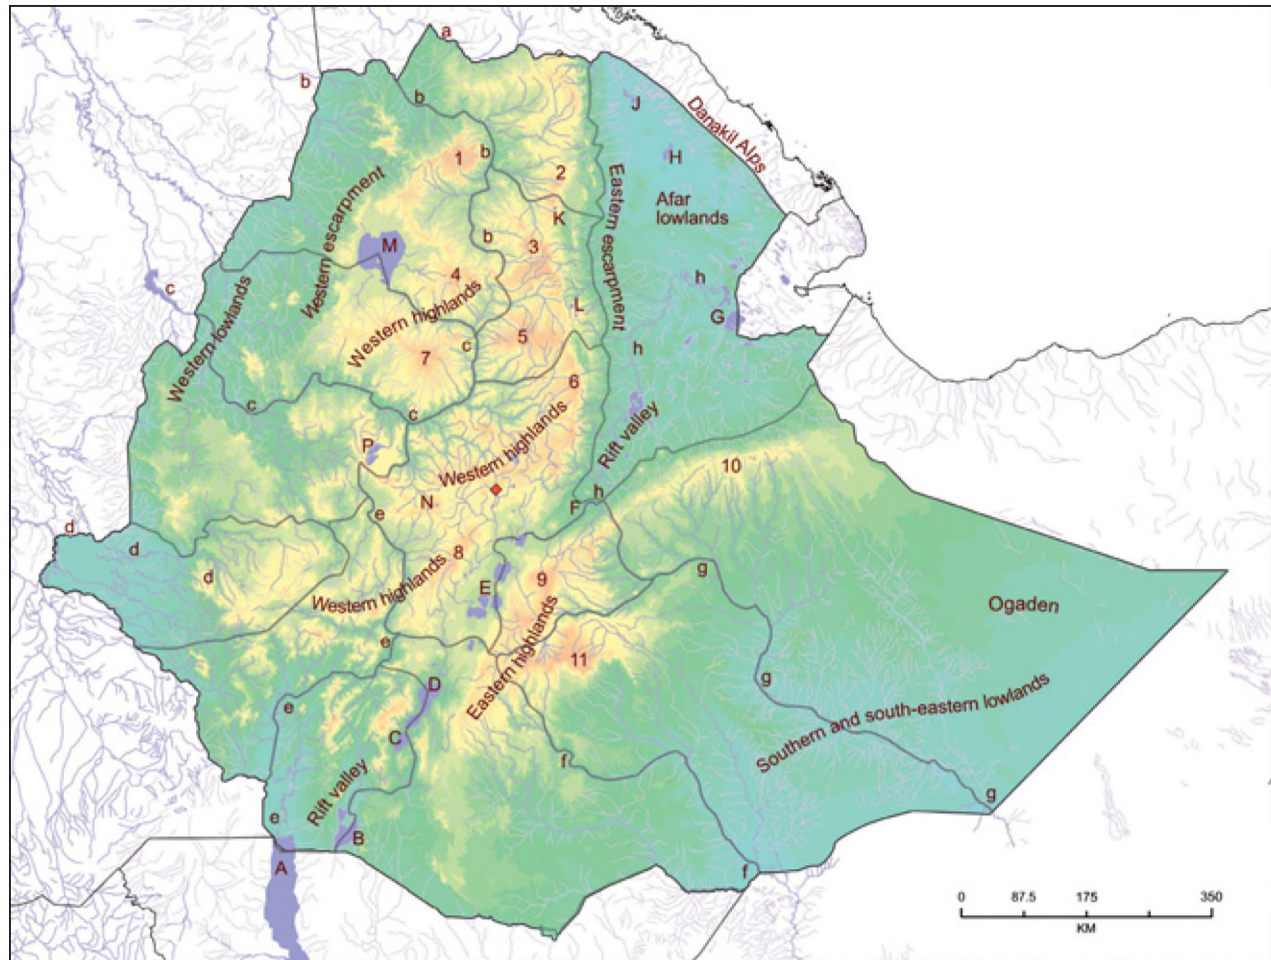 a
b
b
J
Danakil Alps
1
b
H
2
Eastern escarpment
Afar
lowlands
K
Western escarpment
M
b
3
4
h
c
Western lowlands
Western highlands
L
G
5
7
c
h
6
c
c
Rift valley
P
Western highlands
10
N
h
F
e
d
d
8
d
9
g
E
Western highlands
Ogaden
e
11
Eastern highlands
g
D
e
Southern and south-eastern lowlands
C
f
Rift valley
g
e
B
A
f
0 87.5 175 350
KM